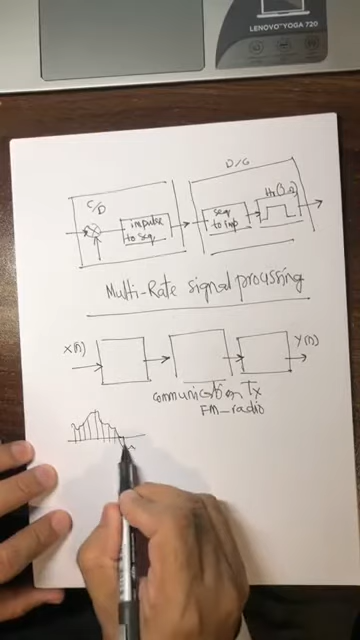 LENOVO YOGA 720
D/C
C/D
impulse
to seq.
seq
to imp
Hr(jΩ)
Multi-Rate signal processing
X(n)
Y(n)
Communication Tx
FM-radio